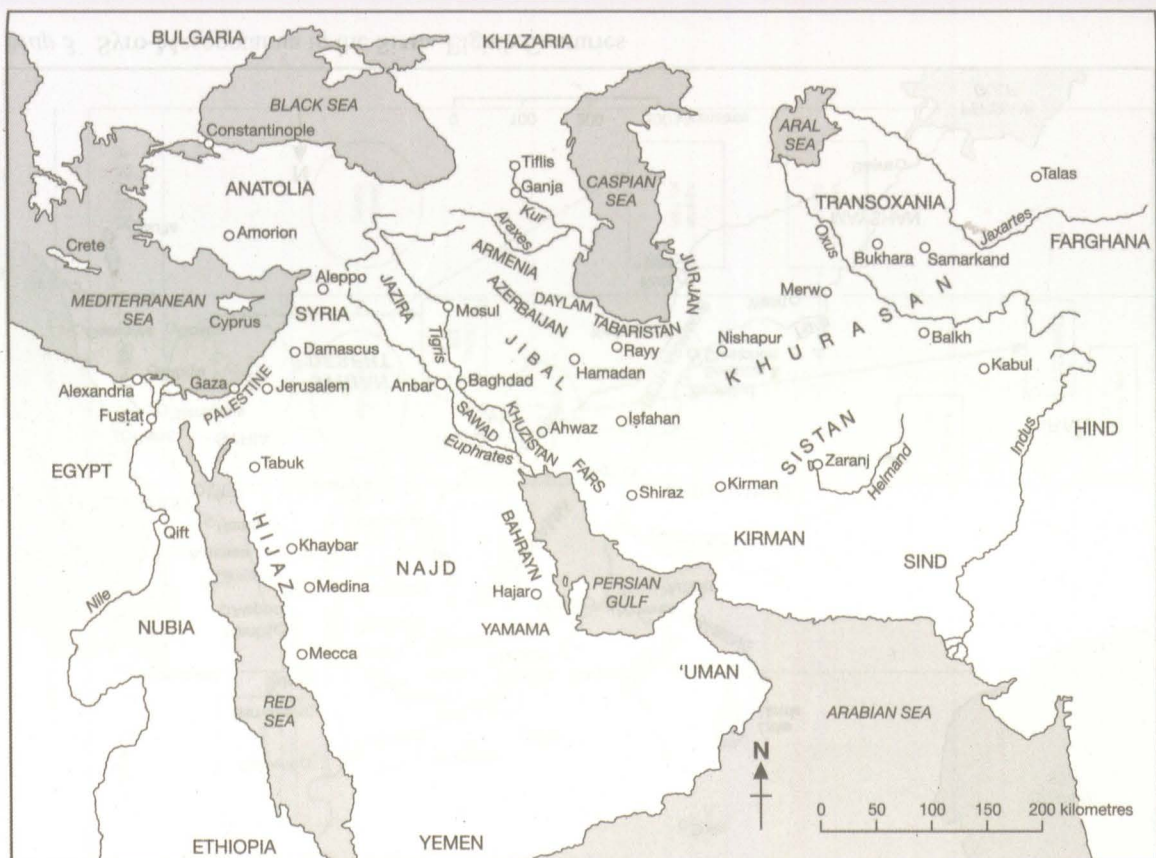 BULGARIA
KHAZARIA
BLACK SEA
Constantinople
ARAL
SEA
Tiflis
Talas
CASPIAN
SEA
ANATOLIA
Ganja
TRANSOXANIA
Kur
Araxes
Jaxartes
FARGHANA
Amorion
Oxus
Bukhara
Samarkand
Crete
ARMENIA
JURJAN
Aleppo
JAZIRA
AZERBAIJAN
Merw
MEDITERRANEAN
SEA
Cyprus
SYRIA
Mosul
DAYLAM
TABARISTAN
KHURASAN
Tigris
JIBAL
Rayy
Nishapur
Balkh
Damascus
Hamadan
Kabul
Alexandria
Gaza
PALESTINE
Jerusalem
Anbar
Baghdad
Fusṭaṭ
SAWAD
KHUZISTAN
Ahwaz
Iṣfahan
SISTAN
Indus
HIND
Euphrates
EGYPT
Tabuk
FARS
Zaranj
Helmand
Shiraz
Kirman
Qift
HIJAZ
Khaybar
BAHRAYN
KIRMAN
SIND
NAJD
Medina
Hajar
PERSIAN
GULF
Nile
NUBIA
YAMAMA
Mecca
'UMAN
RED
SEA
ARABIAN SEA
N
0 50 100 150 200 kilometres
ETHIOPIA
YEMEN